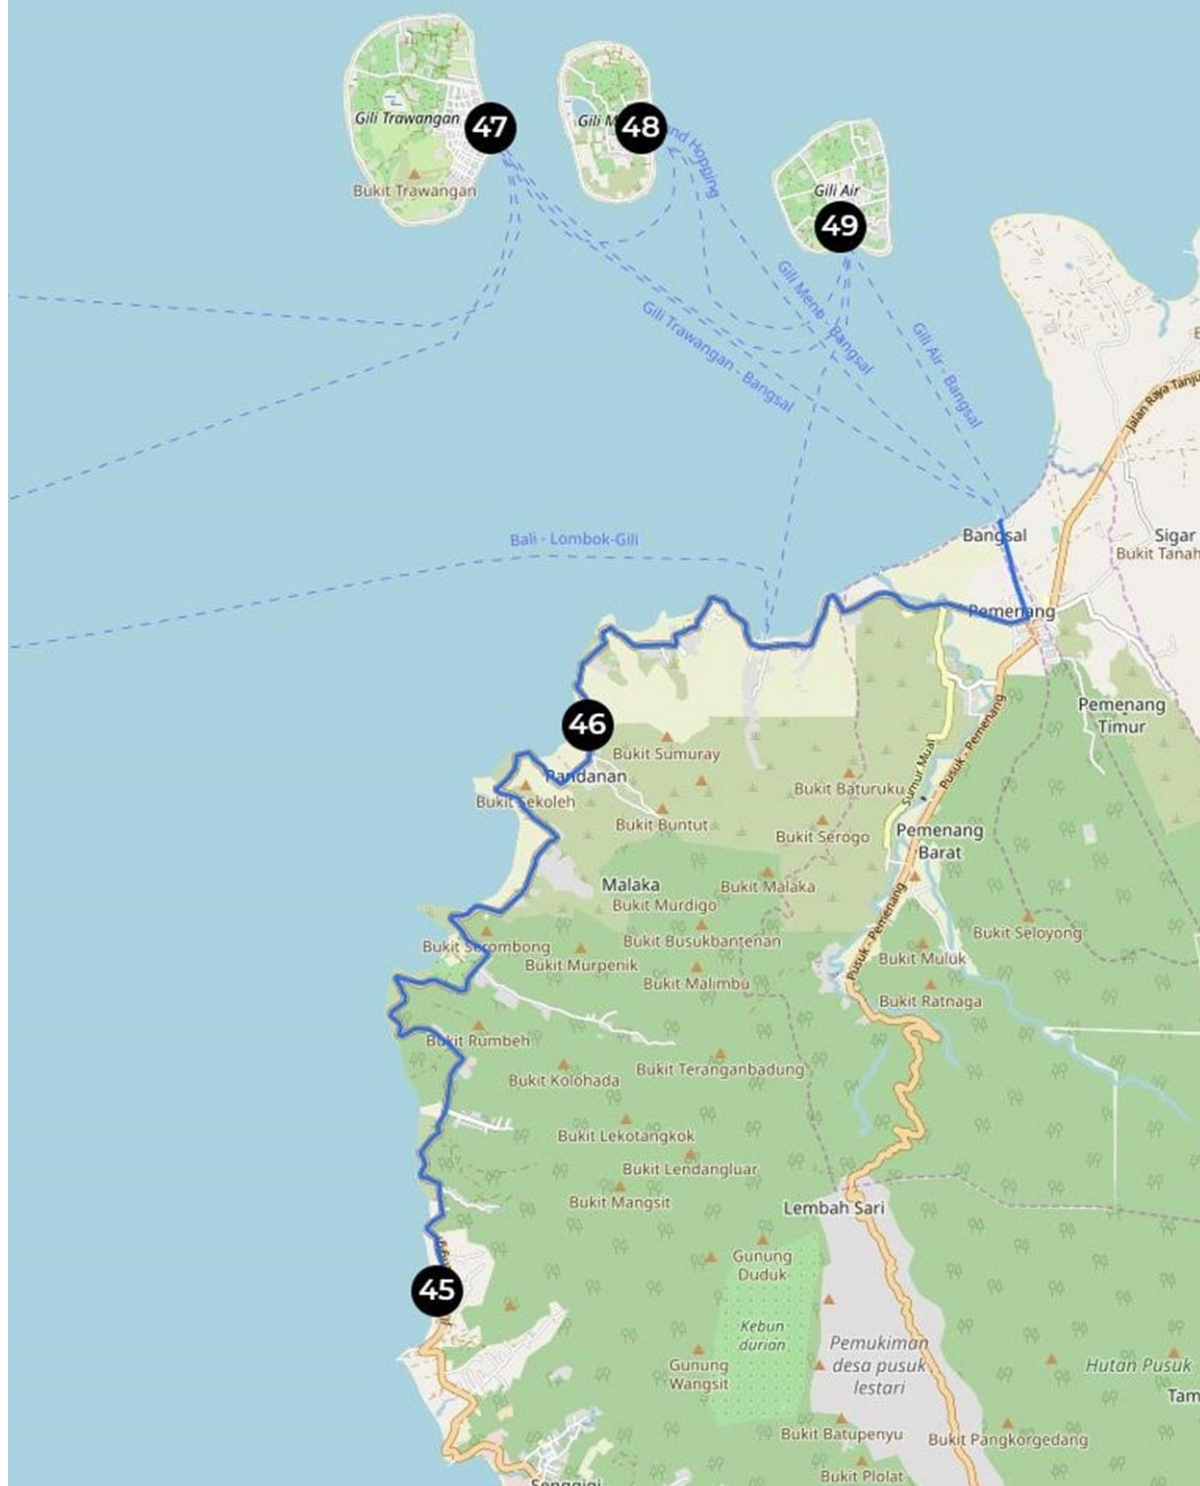 47
48
Gili Trawangan
Gili M
and Hopping
Bukit Trawangan
Gili Air
49
Gili Meno - Bangsal
Gili Trawangan - Bangsal
Gili Air - Bangsal
Jalan Raya Tanju
Bali - Lombok-Gili
Bangsal
Sigar
Bukit Tanah
Pemenang
46
Pemenang
Timur
Bukit Sumuray
Pandanan
Bukit Sekoleh
Bukit Baturuku
Sumur Mual
Pusuk - Pemenang
Bukit Buntut
Bukit Serogo
Pemenang
Barat
Malaka
Bukit Malaka
Bukit Murdigo
Pusuk - Pemenang
Bukit Seloyong
Bukit Serombong
Bukit Busukbantenan
Bukit Murpenik
Bukit Muluk
Bukit Malimbu
Bukit Ratnaga
Bukit Rumbeh
Bukit Kolohada
Bukit Teranganbadung
Bukit Lekotangkok
Bukit Lendangluar
Bukit Mangsit
Lembah Sari
Gunung
Duduk
45
Kebun
durian
Pemukiman
desa pusuk
lestari
Gunung
Wangsit
Hutan Pusuk
Tam
Bukit Batupenyu
Bukit Pangkorgedang
Bukit Plolat
Senggigi